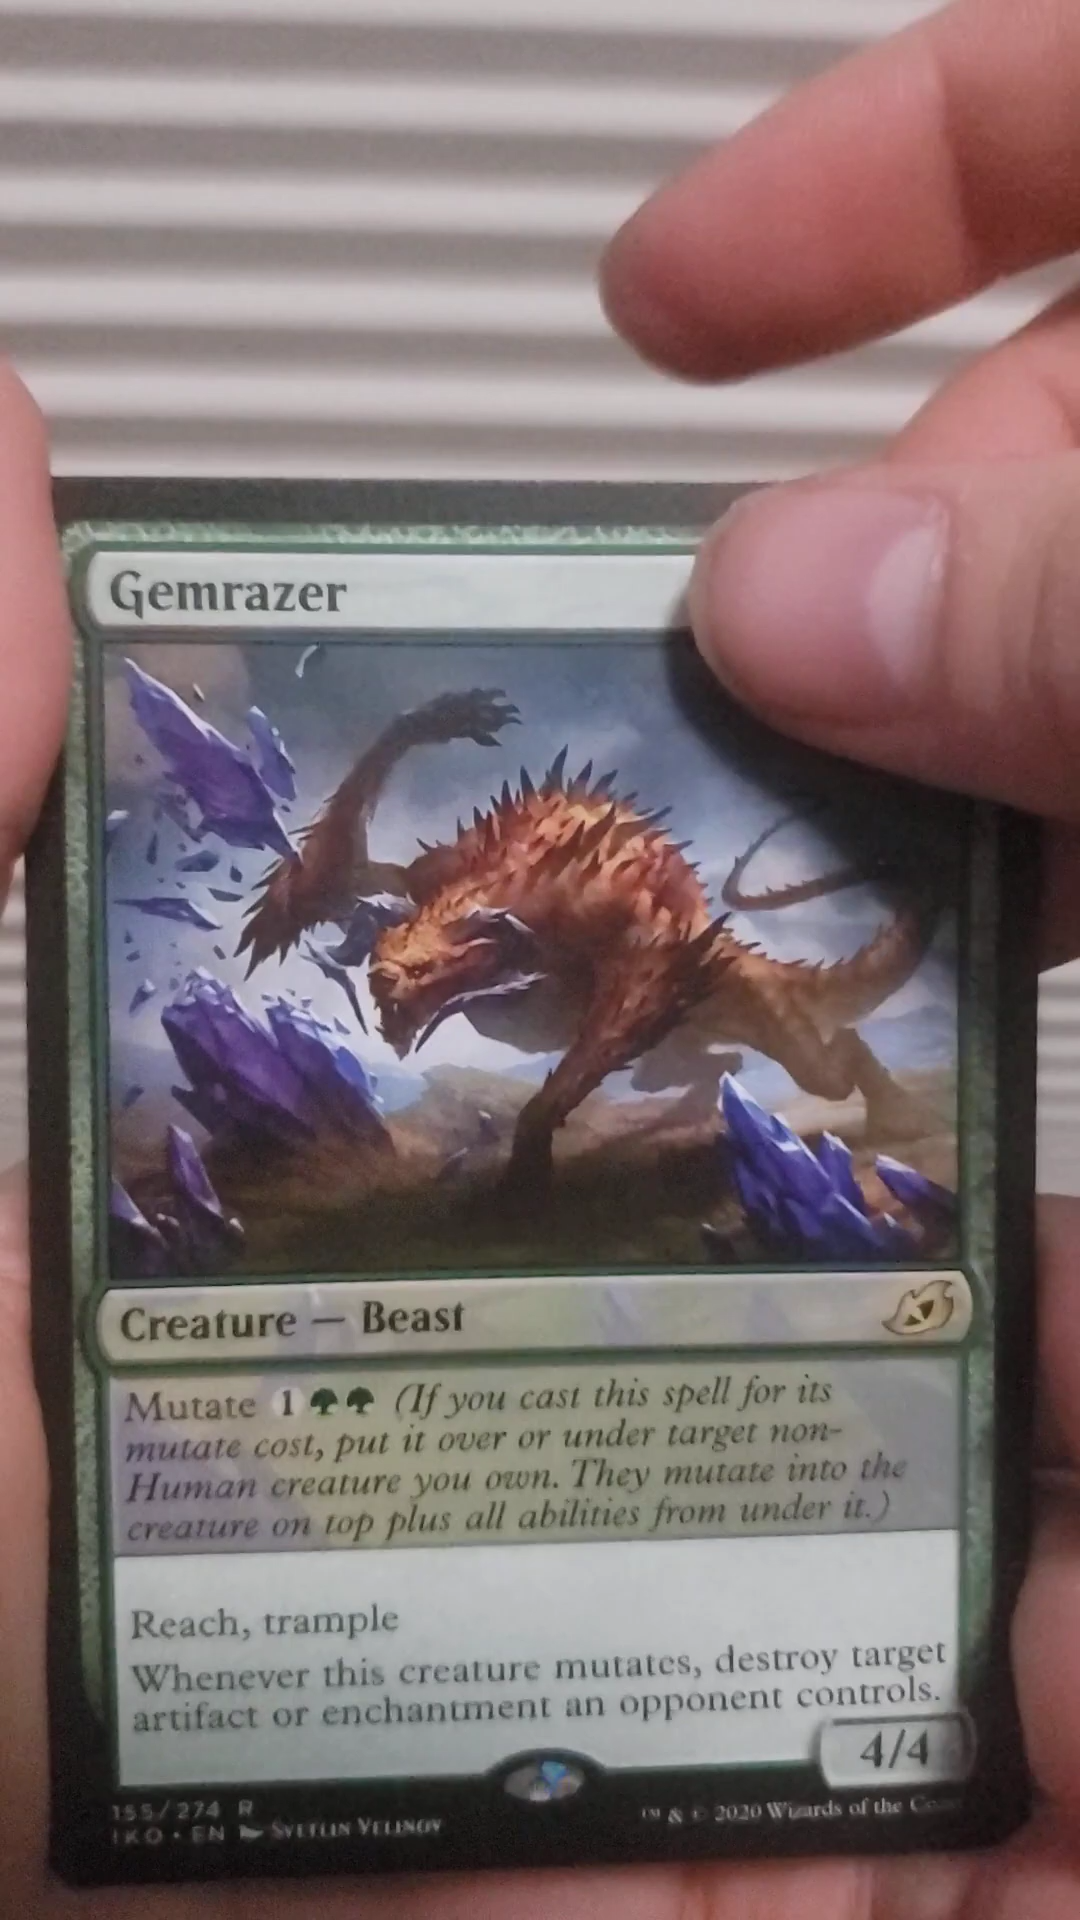 Gemrazer
Creature — Beast
Mutate 1 (If you cast this spell for its
mutate cost, put it over or under target non-
Human creature you own. They mutate into the
creature on top plus all abilities from under it.)
Reach, trample
Whenever this creature mutates, destroy target
artifact or enchantment an opponent controls.
4/4
155/274 R
IKO • EN Svetlin Velinov
™ & © 2020 Wizards of the Coast